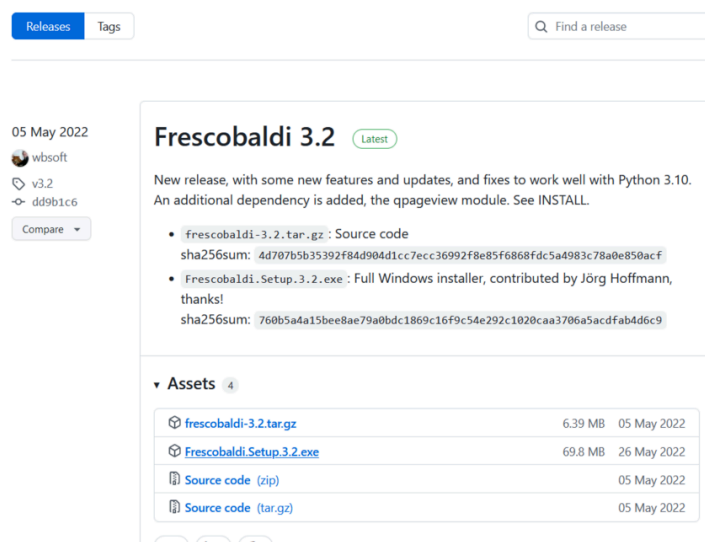 Releases
Tags
Find a release
05 May 2022
wbsoft
v3.2
dd9b1c6
Compare
Frescobaldi 3.2 Latest
New release, with some new features and updates, and fixes to work well with Python 3.10.
An additional dependency is added, the qpageview module. See INSTALL.
frescobaldi-3.2.tar.gz: Source code
sha256sum: 4d707b5b35392f84d904d1cc7ecc36992f8e85f6868fdc5a4983c78a0e850acf
Frescobaldi.Setup.3.2.exe: Full Windows installer, contributed by Jörg Hoffmann,
thanks!
sha256sum: 760b5a4a15bee8ae79a0bdc1869c16f9c54e292c1020caa3706a5acdfab4d6c9
Assets 4
frescobaldi-3.2.tar.gz 6.39 MB 05 May 2022
Frescobaldi.Setup.3.2.exe 69.8 MB 26 May 2022
Source code (zip) 05 May 2022
Source code (tar.gz) 05 May 2022